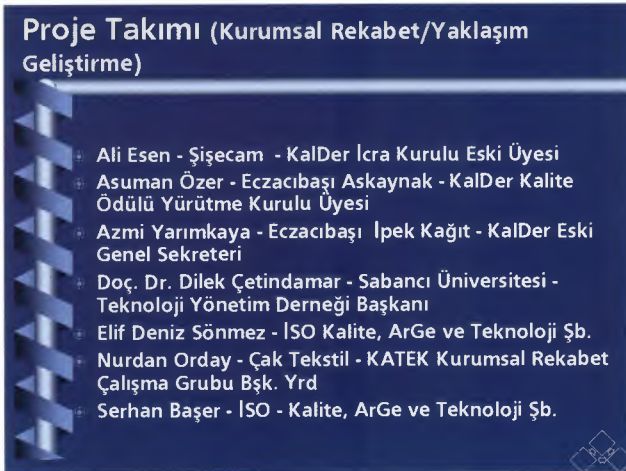 Proje Takımı (Kurumsal Rekabet/Yaklaşım
Geliştirme)
Ali Esen - Şişecam - KalDer İcra Kurulu Eski Üyesi
Asuman Özer - Eczacıbaşı Askaynak - KalDer Kalite
Ödülü Yürütme Kurulu Üyesi
Azmi Yarımkaya - Eczacıbaşı İpek Kağıt - KalDer Eski
Genel Sekreteri
Doç. Dr. Dilek Çetindamar - Sabancı Üniversitesi -
Teknoloji Yönetim Derneği Başkanı
Elif Deniz Sönmez - İSO Kalite, ArGe ve Teknoloji Şb.
Nurdan Orday - Çak Tekstil - KATEK Kurumsal Rekabet
Çalışma Grubu Bşk. Yrd
Serhan Başer - İSO - Kalite, ArGe ve Teknoloji Şb.